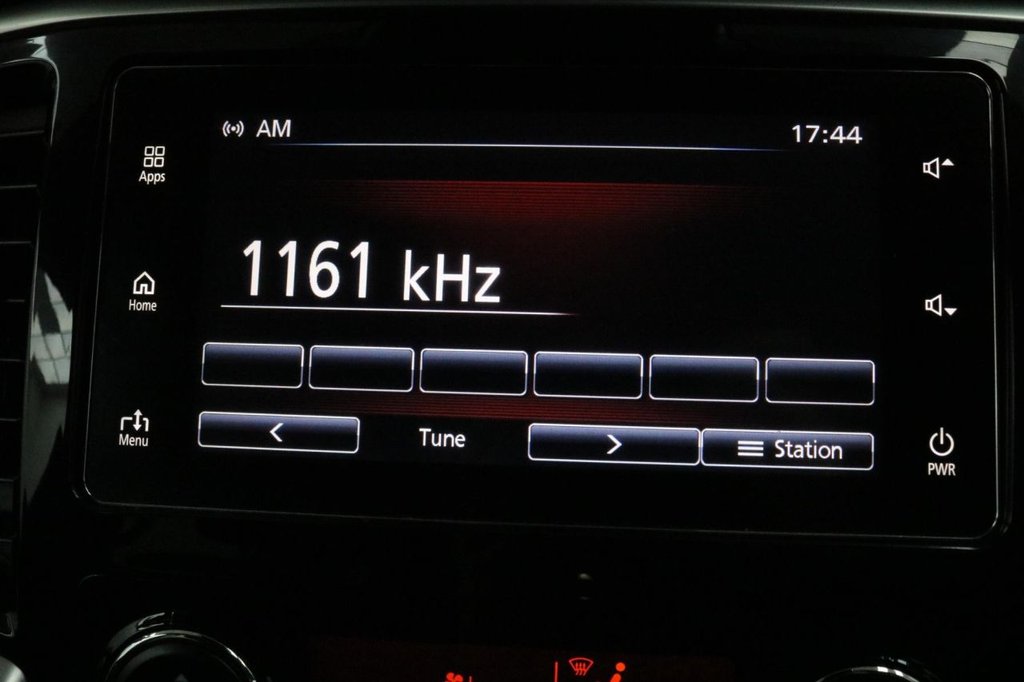 AM
17:44
Apps
1161 kHz
Home
Menu
< Tune > Station
PWR